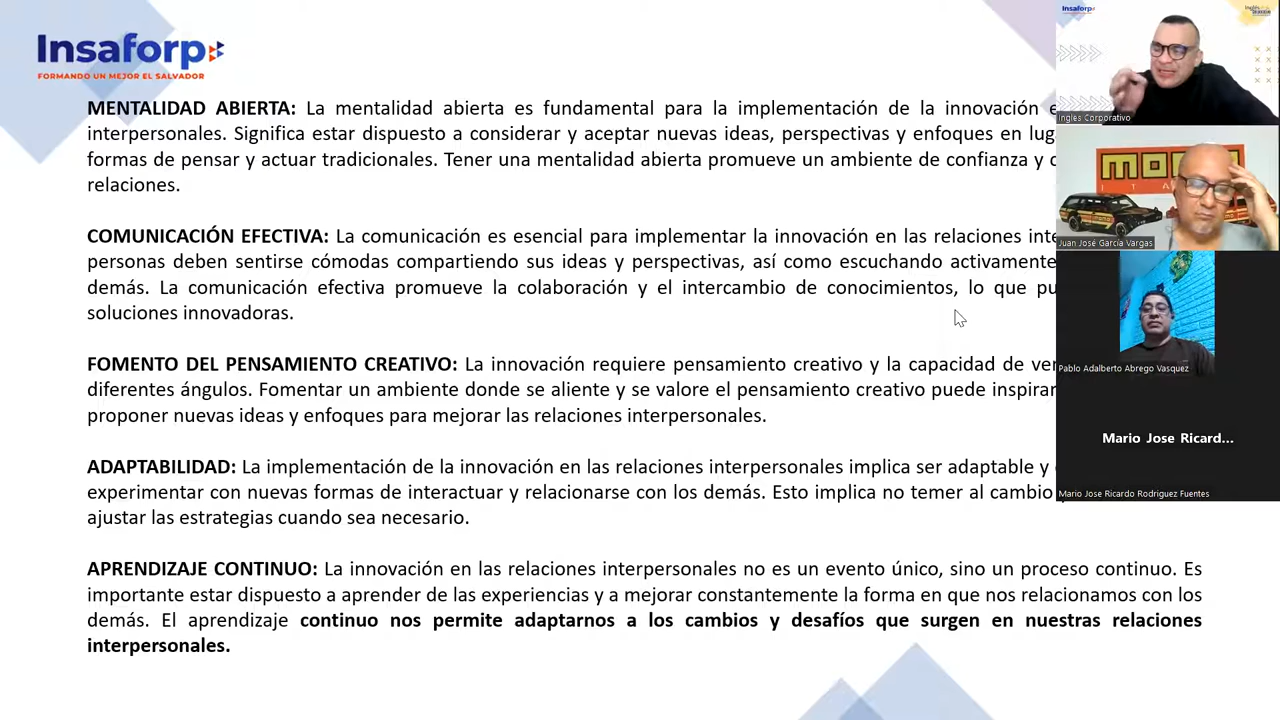 Insaforp
FORMANDO UN MEJOR EL SALVADOR
MENTALIDAD ABIERTA: La mentalidad abierta es fundamental para la implementación de la innovación e
interpersonales. Significa estar dispuesto a considerar y aceptar nuevas ideas, perspectivas y enfoques en lug
formas de pensar y actuar tradicionales. Tener una mentalidad abierta promueve un ambiente de confianza y
relaciones.
COMUNICACIÓN EFECTIVA: La comunicación es esencial para implementar la innovación en las relaciones inte
personas deben sentirse cómodas compartiendo sus ideas y perspectivas, así como escuchando activamente
demás. La comunicación efectiva promueve la colaboración y el intercambio de conocimientos, lo que pu
soluciones innovadoras.
FOMENTO DEL PENSAMIENTO CREATIVO: La innovación requiere pensamiento creativo y la capacidad de ver
diferentes ángulos. Fomentar un ambiente donde se aliente y se valore el pensamiento creativo puede inspirar
proponer nuevas ideas y enfoques para mejorar las relaciones interpersonales.
ADAPTABILIDAD: La implementación de la innovación en las relaciones interpersonales implica ser adaptable y
experimentar con nuevas formas de interactuar y relacionarse con los demás. Esto implica no temer al cambio
ajustar las estrategias cuando sea necesario.
APRENDIZAJE CONTINUO: La innovación en las relaciones interpersonales no es un evento único, sino un proceso continuo. Es
importante estar dispuesto a aprender de las experiencias y a mejorar constantemente la forma en que nos relacionamos con los
demás. El aprendizaje continuo nos permite adaptarnos a los cambios y desafíos que surgen en nuestras relaciones
interpersonales.
Insaforp
Ingles Corporativo
Juan José García Vargas
Pablo Adalberto Abrego Vasquez
Mario Jose Ricard...
Mario Jose Ricardo Rodriguez Fuentes